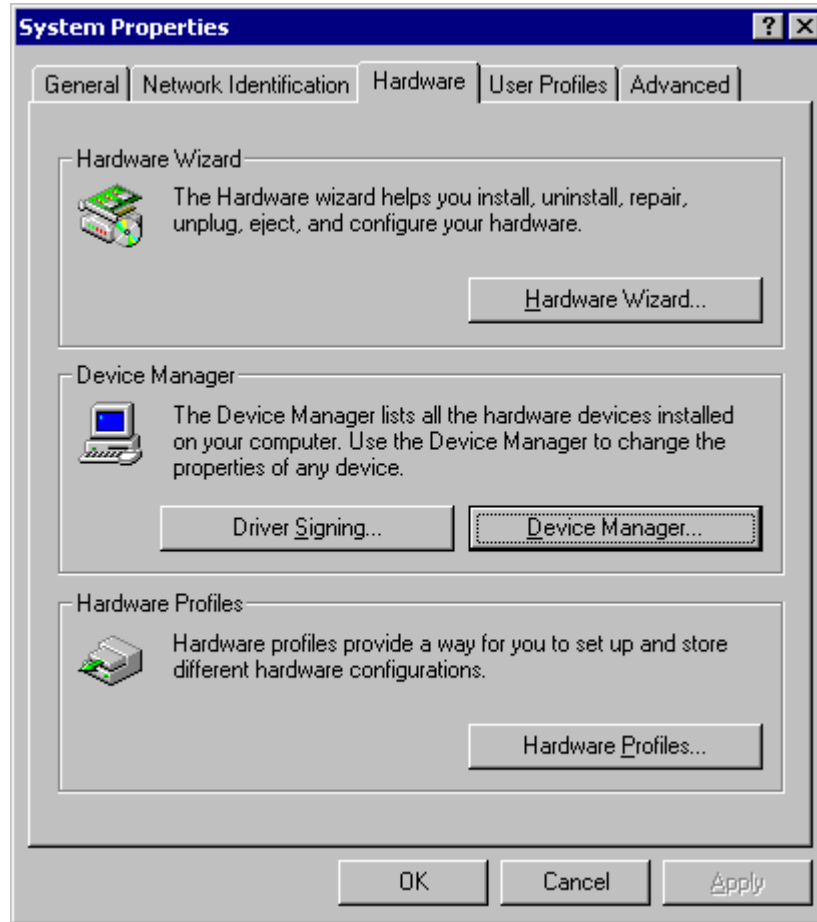 System Properties
General
Network Identification
Hardware
User Profiles
Advanced
Hardware Wizard
The Hardware wizard helps you install, uninstall, repair,
unplug, eject, and configure your hardware.
Hardware Wizard...
Device Manager
The Device Manager lists all the hardware devices installed
on your computer. Use the Device Manager to change the
properties of any device.
Driver Signing...
Device Manager...
Hardware Profiles
Hardware profiles provide a way for you to set up and store
different hardware configurations.
Hardware Profiles...
OK
Cancel
Apply